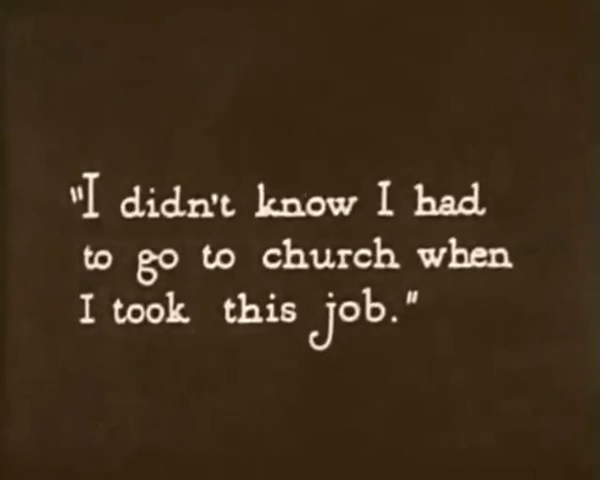 "I didn't know I had
to go to church when
I took this job."